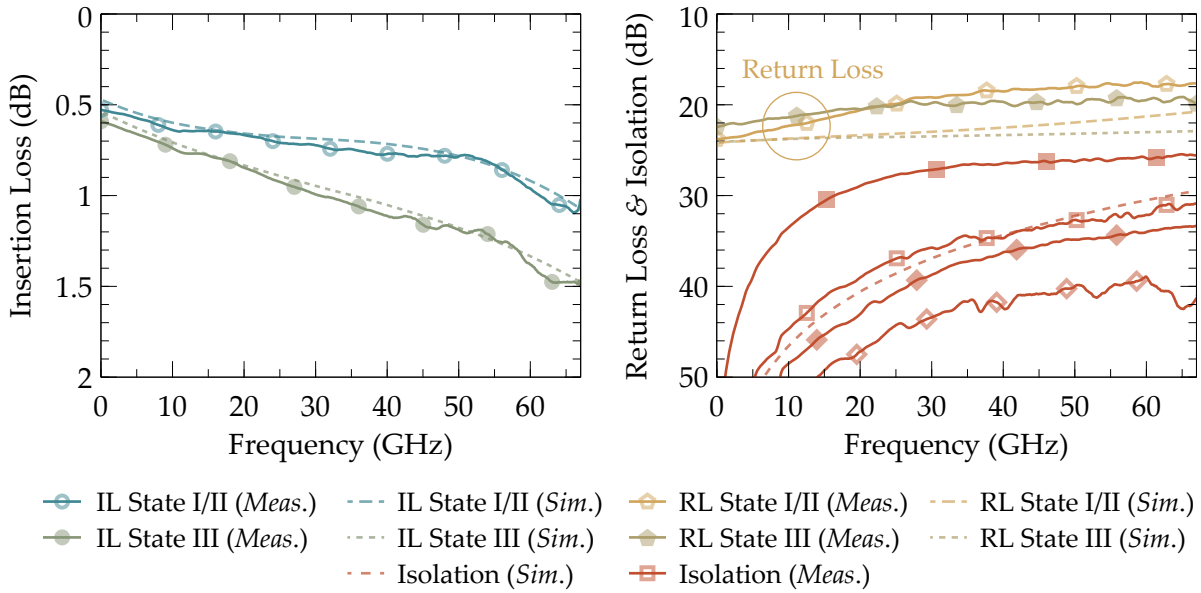 0
0.5
1
1.5
2
Insertion Loss (dB)
0 10 20 30 40 50 60
Frequency (GHz)
10
20
30
40
50
Return Loss & Isolation (dB)
Return Loss
0 10 20 30 40 50 60
Frequency (GHz)
IL State I/II (Meas.) IL State I/II (Sim.) RL State I/II (Meas.) RL State I/II (Sim.)
IL State III (Meas.) IL State III (Sim.) RL State III (Meas.) RL State III (Sim.)
Isolation (Sim.) Isolation (Meas.)